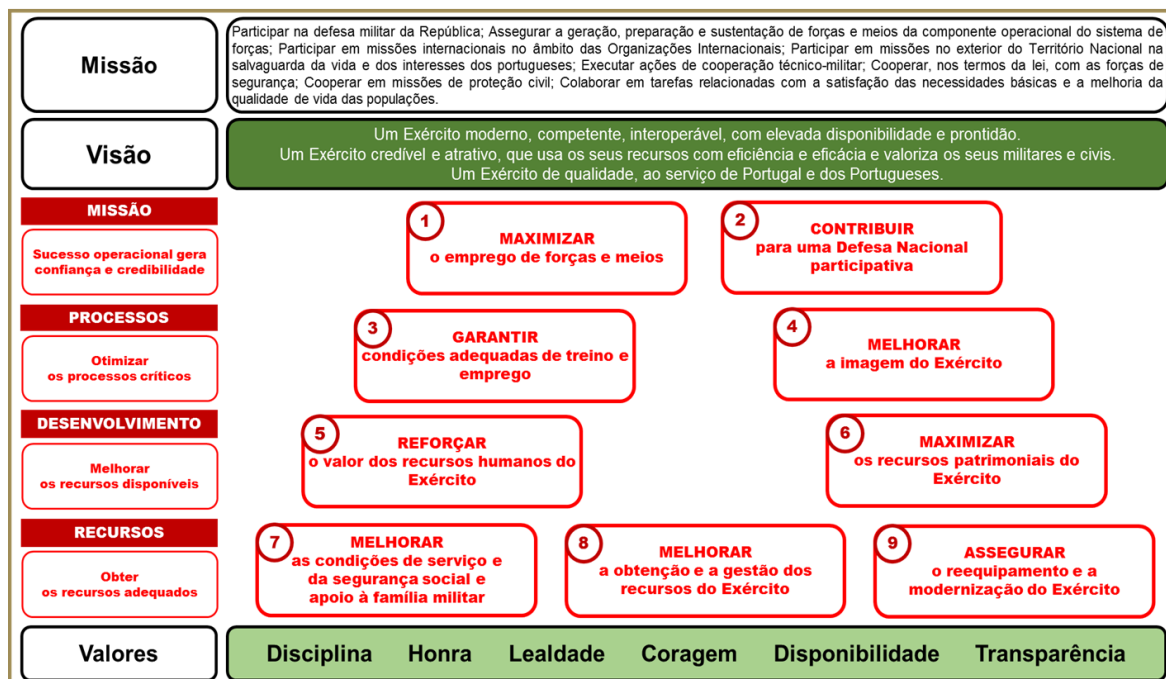 Missão
Participar na defesa militar da República; Assegurar a geração, preparação e sustentação de forças e meios da componente operacional do sistema de
forças; Participar em missões internacionais no âmbito das Organizações Internacionais; Participar em missões no exterior do Território Nacional na
salvaguarda da vida e dos interesses dos portugueses; Executar ações de cooperação técnico-militar; Cooperar, nos termos da lei, com as forças de
segurança; Cooperar em missões de proteção civil; Colaborar em tarefas relacionadas com a satisfação das necessidades básicas e a melhoria da
qualidade de vida das populações.
Visão
Um Exército moderno, competente, interoperável, com elevada disponibilidade e prontidão.
Um Exército credível e atrativo, que usa os seus recursos com eficiência e eficácia e valoriza os seus militares e civis.
Um Exército de qualidade, ao serviço de Portugal e dos Portugueses.
MISSÃO
Sucesso operacional gera
confiança e credibilidade
1
MAXIMIZAR
o emprego de forças e meios
2
CONTRIBUIR
para uma Defesa Nacional
participativa
PROCESSOS
Otimizar
os processos críticos
3
GARANTIR
condições adequadas de treino e
emprego
4
MELHORAR
a imagem do Exército
DESENVOLVIMENTO
Melhorar
os recursos disponíveis
5
REFORÇAR
o valor dos recursos humanos do
Exército
6
MAXIMIZAR
os recursos patrimoniais do
Exército
RECURSOS
Obter
os recursos adequados
7
MELHORAR
as condições de serviço e
da segurança social e
apoio à família militar
8
MELHORAR
a obtenção e a gestão dos
recursos do Exército
9
ASSEGURAR
o reequipamento e a
modernização do Exército
Valores
Disciplina Honra Lealdade Coragem Disponibilidade Transparência